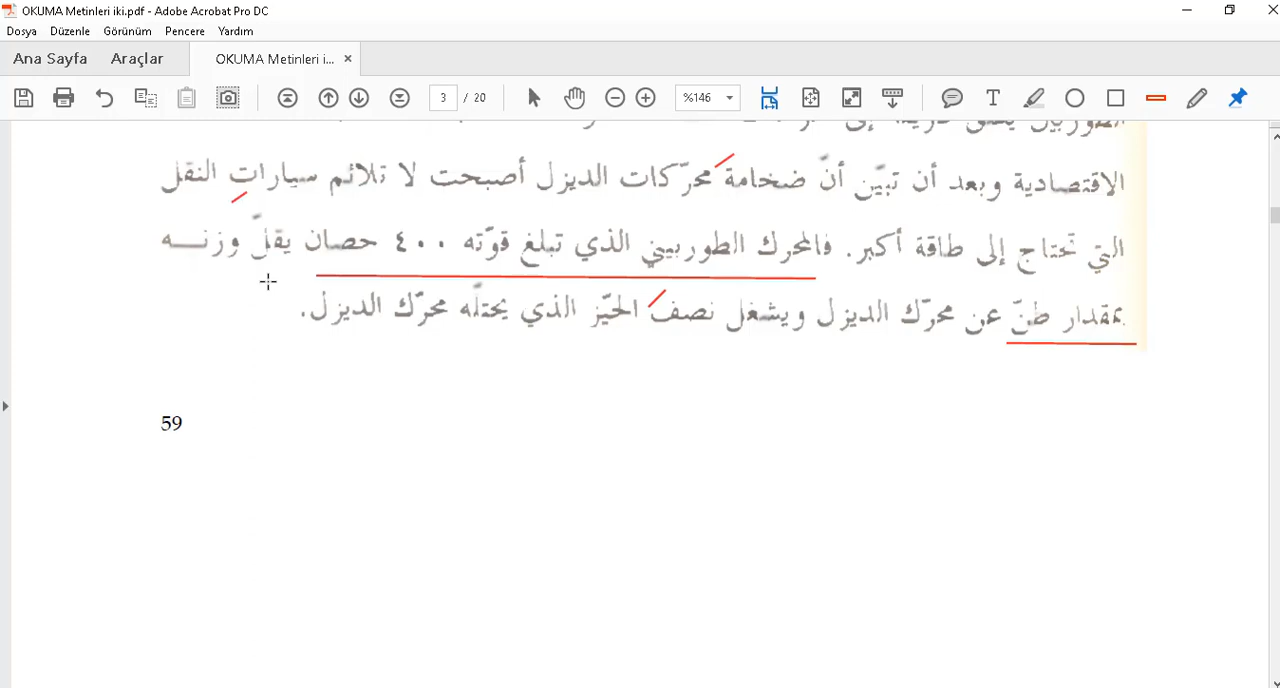 OKUMA Metinleri iki.pdf - Adobe Acrobat Pro DC
Dosya Düzenle Görünüm Pencere Yardım
Ana Sayfa Araçlar OKUMA Metinleri i... ×
3 / 20 %146
الاقتصادية وبعد أن تبيّن أنّ ضخامة محرّكات الديزل أصبحت لا تلائم سيارات النقل
التي تحتاج إلى طاقة أكبر. فالمحرك الطوربيني الذي تبلغ قوّته ٤٠٠ حصان يقلّ وزنـــه
بمقدار طنّ عن محرّك الديزل ويشغل نصف الحيّز الذي يحتلّه محرّك الديزل.
59